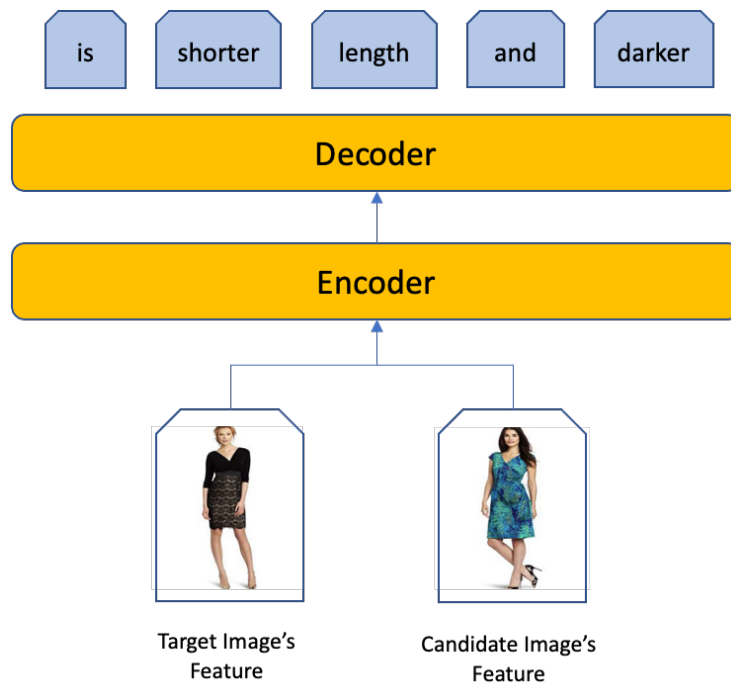 is shorter length and darker
Decoder
Encoder
Target Image's Candidate Image's
Feature Feature